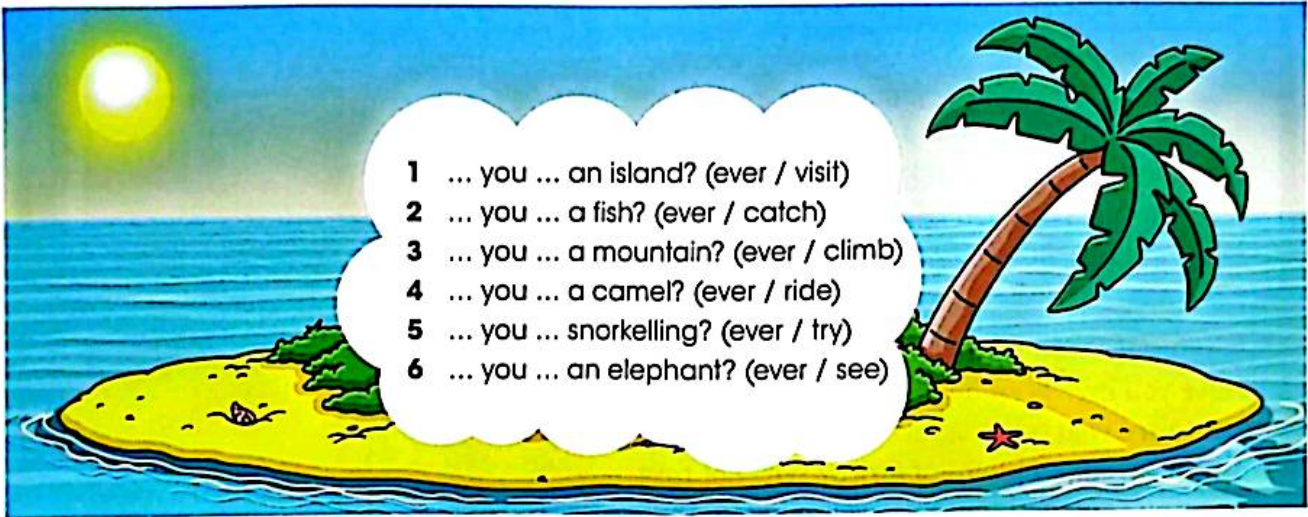 1 ... you ... an island? (ever / visit)
2 ... you ... a fish? (ever / catch)
3 ... you ... a mountain? (ever / climb)
4 ... you ... a camel? (ever / ride)
5 ... you ... snorkelling? (ever / try)
6 ... you ... an elephant? (ever / see)